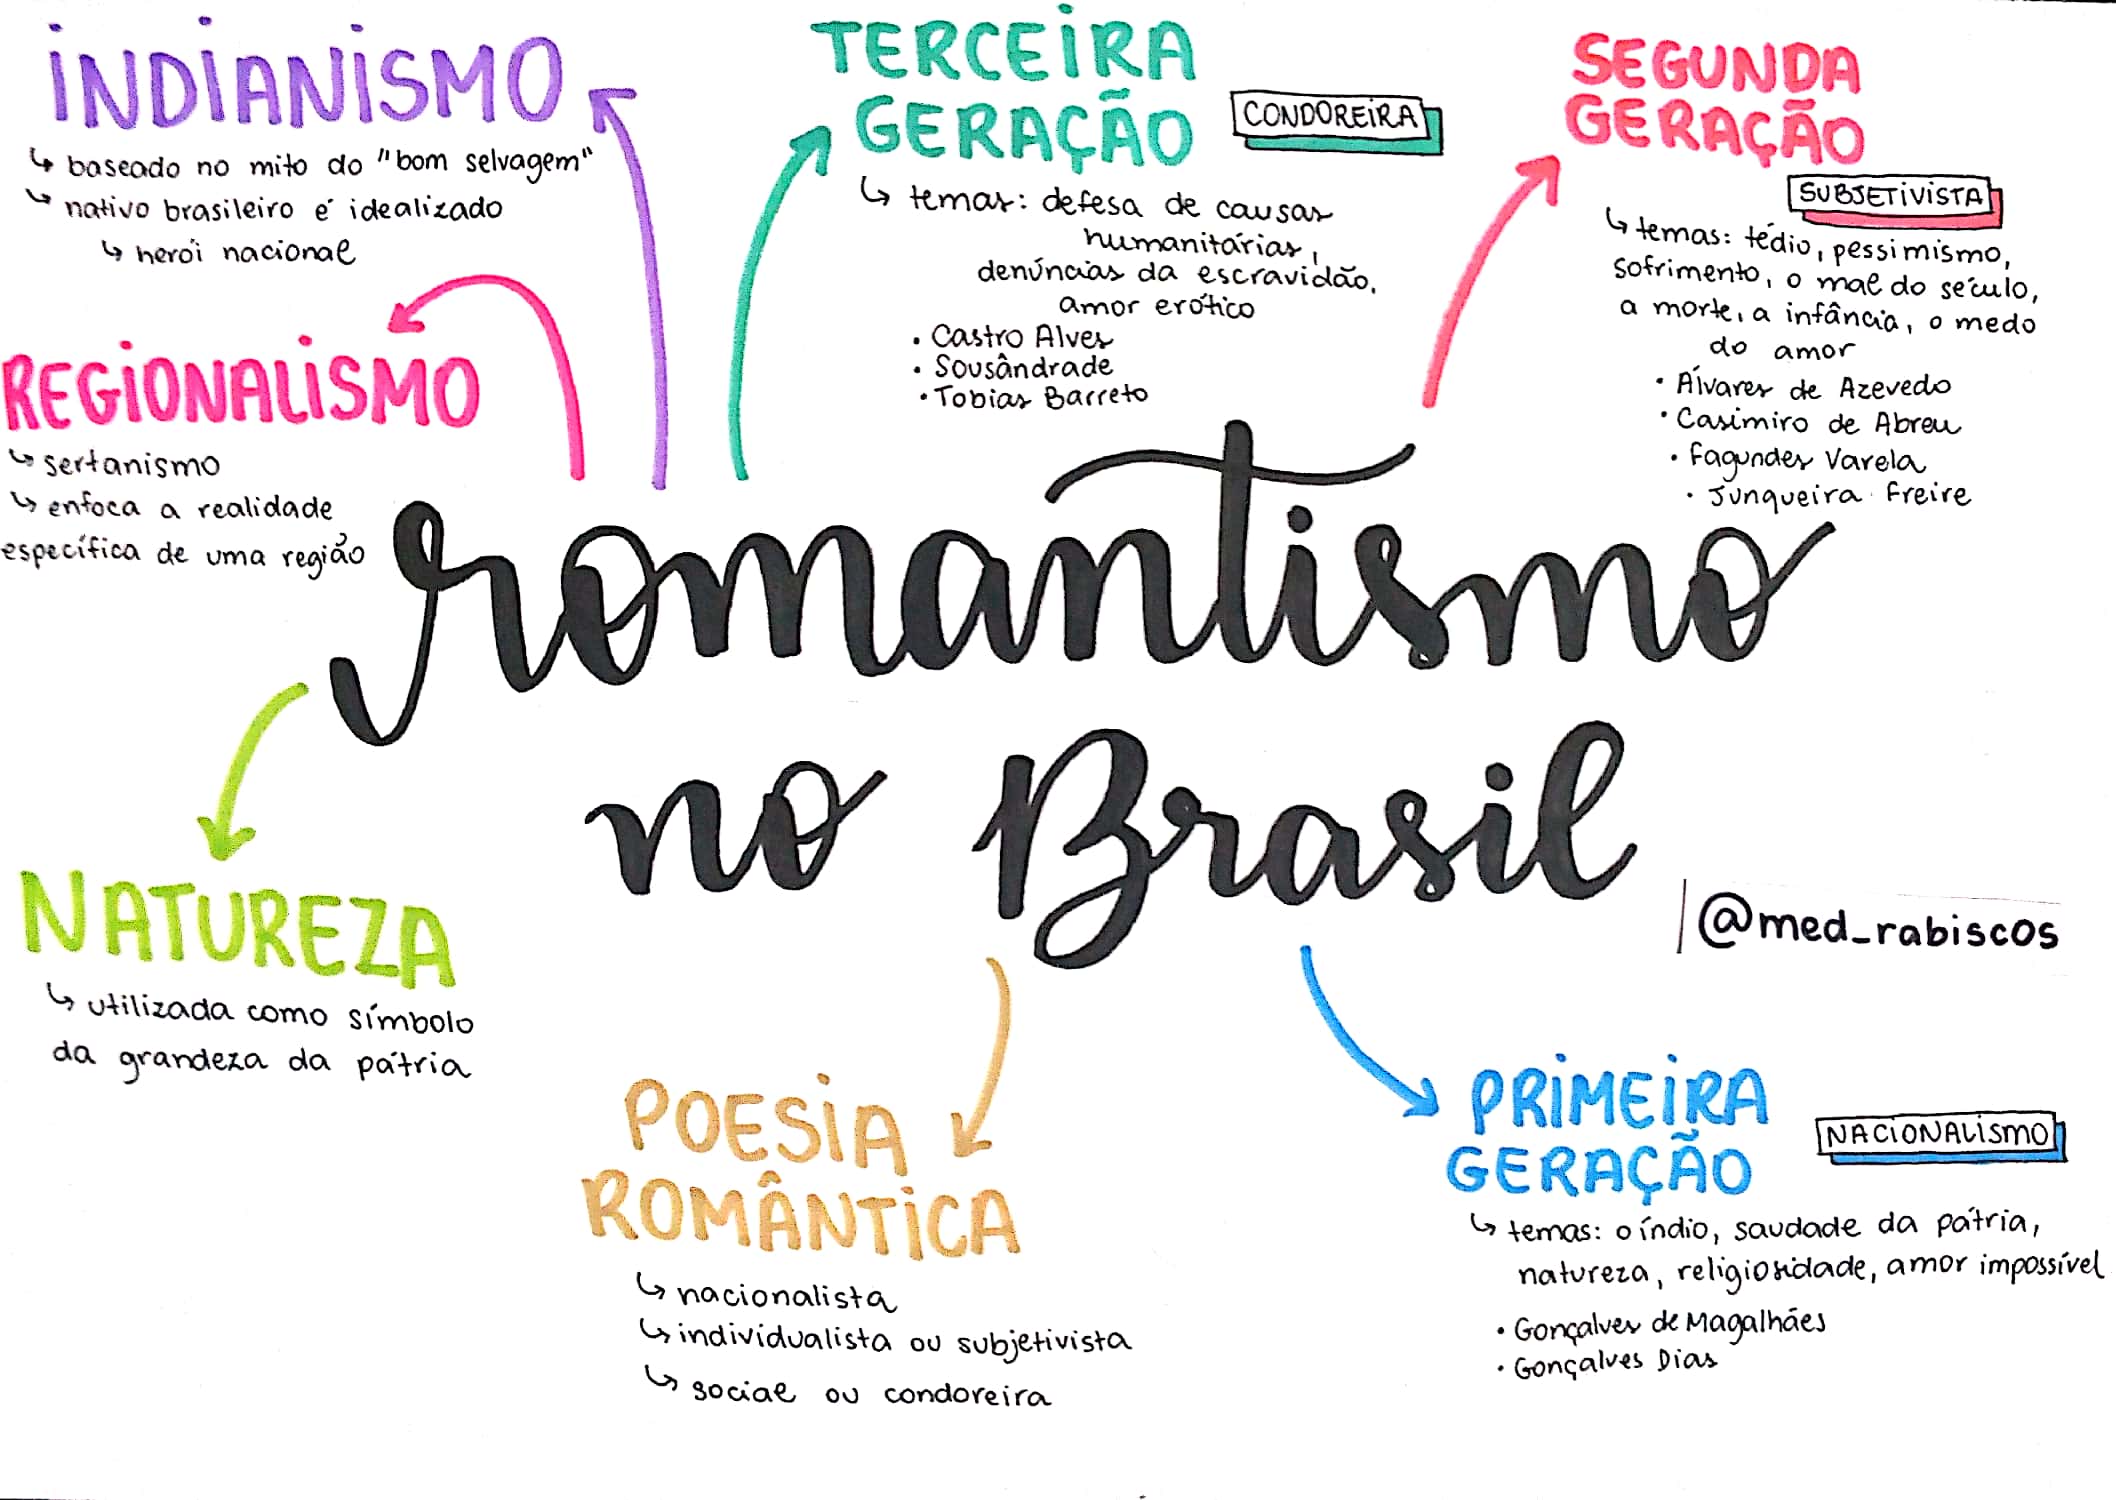 INDIANISMO
↳ baseado no mito do "bom selvagem"
↳ nativo brasileiro é idealizado
↳ herói nacional
TERCEIRA
GERAÇÃO
CONDOREIRA
↳ temas: defesa de causas
humanitárias,
denúncias da escravidão,
amor erótico
• Castro Alves
• Sousândrade
• Tobias Barreto
SEGUNDA
GERAÇÃO
SUBJETIVISTA
↳ temas: tédio, pessimismo,
sofrimento, o mal do século,
a morte, a infância, o medo
do amor
• Álvares de Azevedo
• Casimiro de Abreu
• Fagundes Varela
• Junqueira Freire
REGIONALISMO
↳ sertanismo
↳ enfoca a realidade
específica de uma região
romantismo
no Brasil
@med_rabiscos
NATUREZA
↳ utilizada como símbolo
da grandeza da pátria
POESIA
ROMÂNTICA
↳ nacionalista
↳ individualista ou subjetivista
↳ social ou condoreira
PRIMEIRA
GERAÇÃO
NACIONALISMO
↳ temas: o índio, saudade da pátria,
natureza, religiosidade, amor impossível
• Gonçalves de Magalhães
• Gonçalves Dias